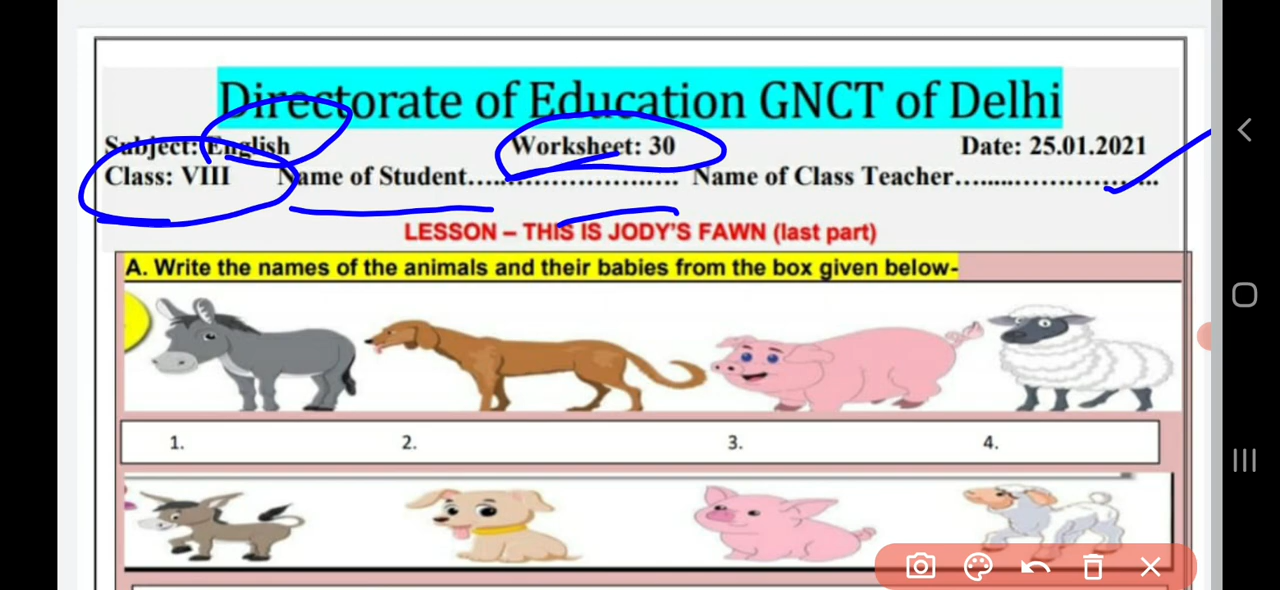 Directorate of Education GNCT of Delhi
Subject: English Worksheet: 30 Date: 25.01.2021
Class: VIII Name of Student…..……………….…. Name of Class Teacher….....…………..…...
LESSON – THIS IS JODY'S FAWN (last part)
A. Write the names of the animals and their babies from the box given below-
1. 2. 3. 4.